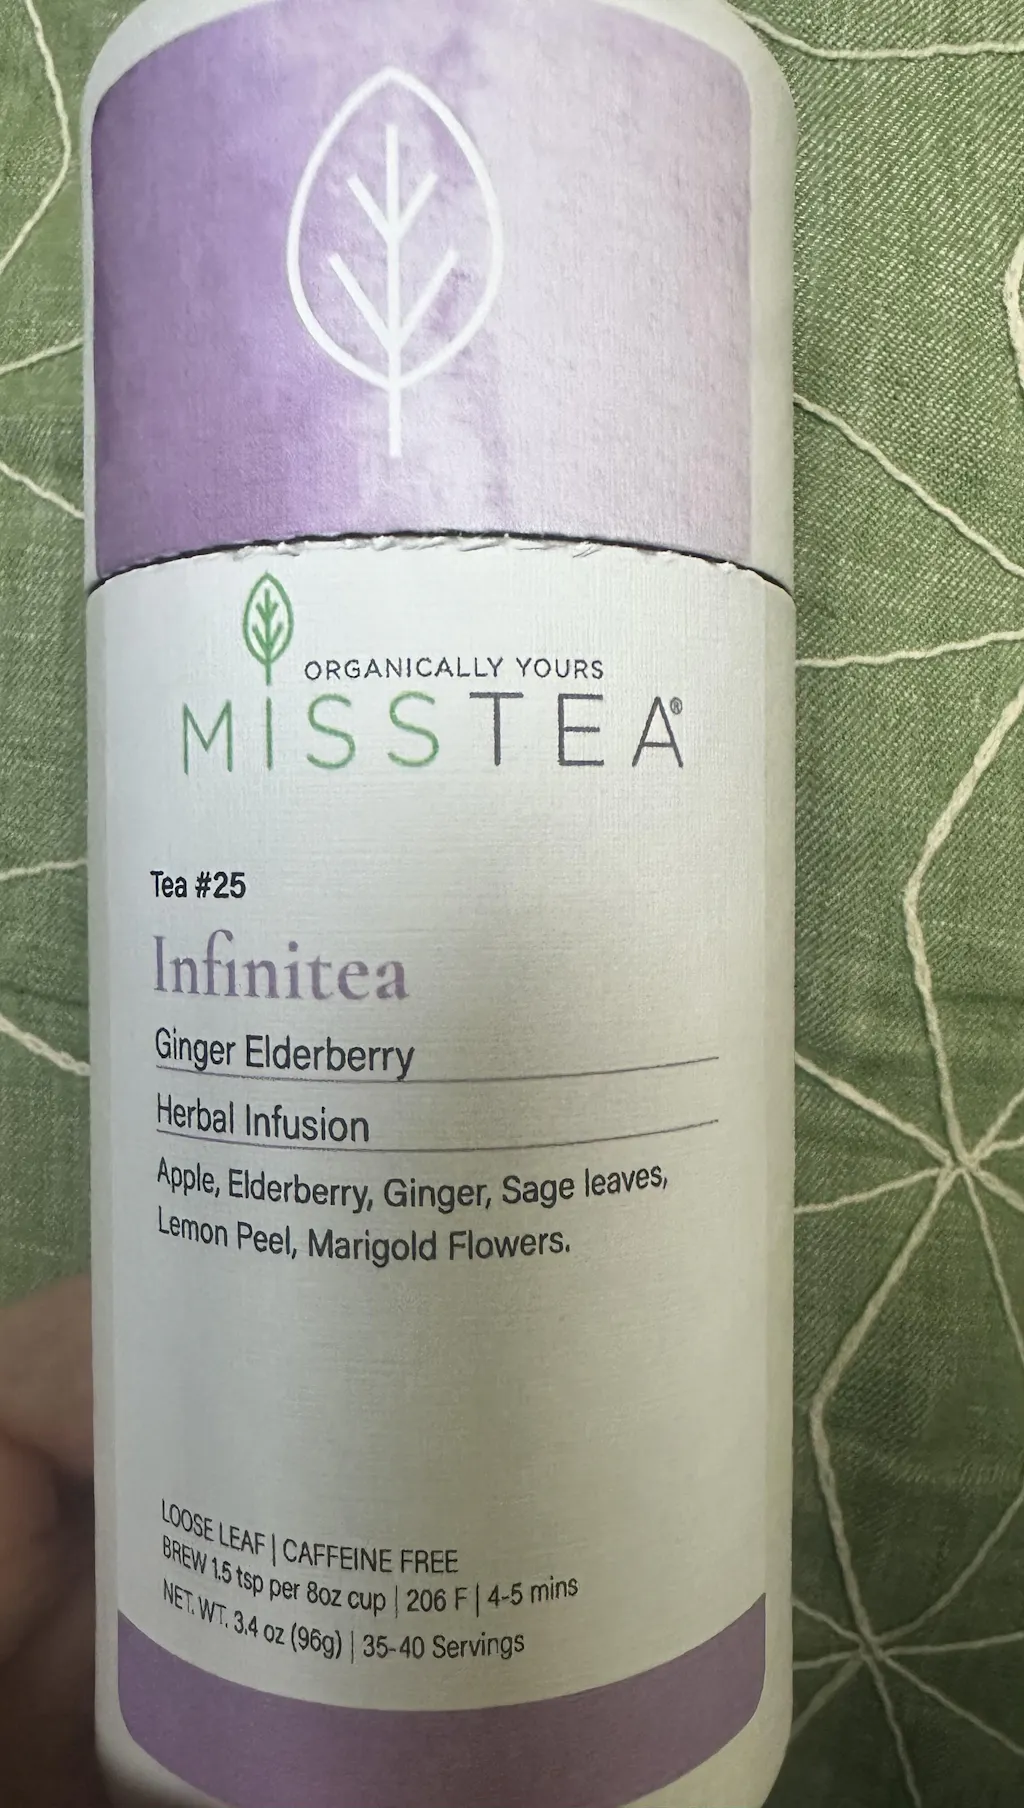 ORGANICALLY YOURS
MISSTEA®
Tea #25
Infinitea
Ginger Elderberry
Herbal Infusion
Apple, Elderberry, Ginger, Sage leaves,
Lemon Peel, Marigold Flowers.
LOOSE LEAF | CAFFEINE FREE
BREW 1.5 tsp per 8oz cup | 206 F | 4-5 mins
NET. WT. 3.4 oz (96g) | 35-40 Servings